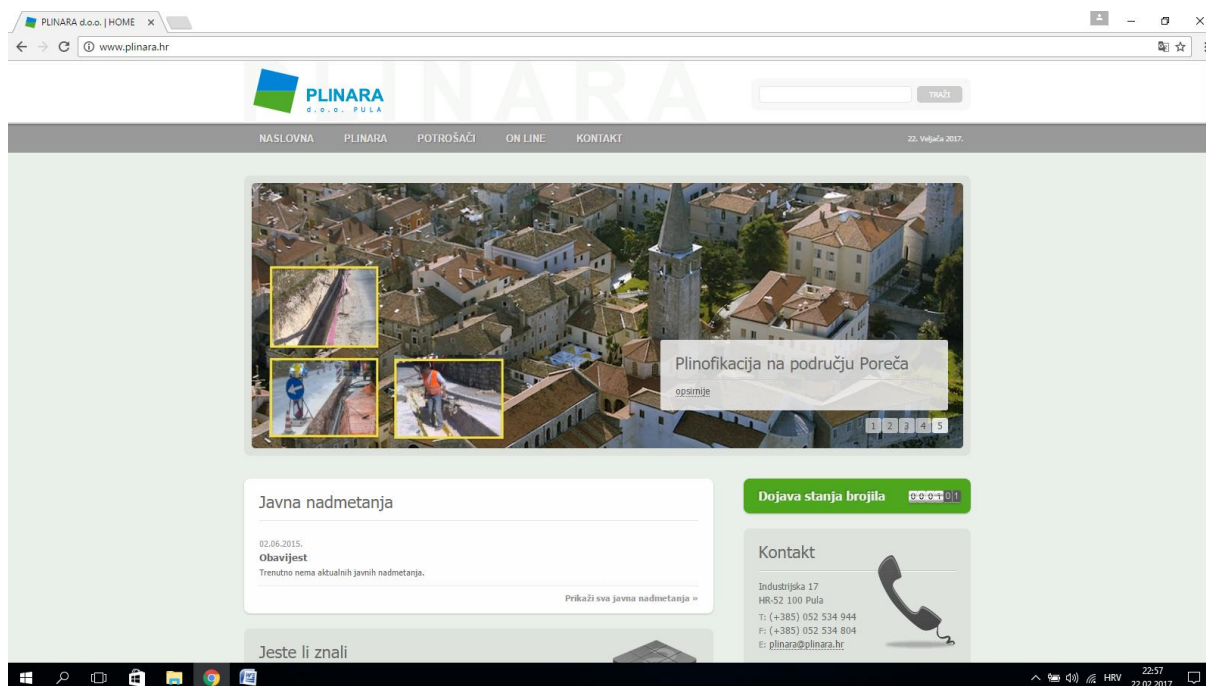 PLINARA d.o.o. | HOME
www.plinara.hr
PLINARA
PLINARA
d.o.o. PULA
TRAŽI
NASLOVNA PLINARA POTROŠAČI ON LINE KONTAKT
22. Veljača 2017.
Plinofikacija na području Poreča
opsirnije
1 2 3 4 5
Javna nadmetanja
02.06.2015.
Obavijest
Trenutno nema aktualnih javnih nadmetanja.
Prikaži sva javna nadmetanja »
Jeste li znali
Dojava stanja brojila
Kontakt
Industrijska 17
HR-52 100 Pula
T: (+385) 052 534 944
F: (+385) 052 534 804
E: plinara@plinara.hr
HRV
22:57
22.02.2017